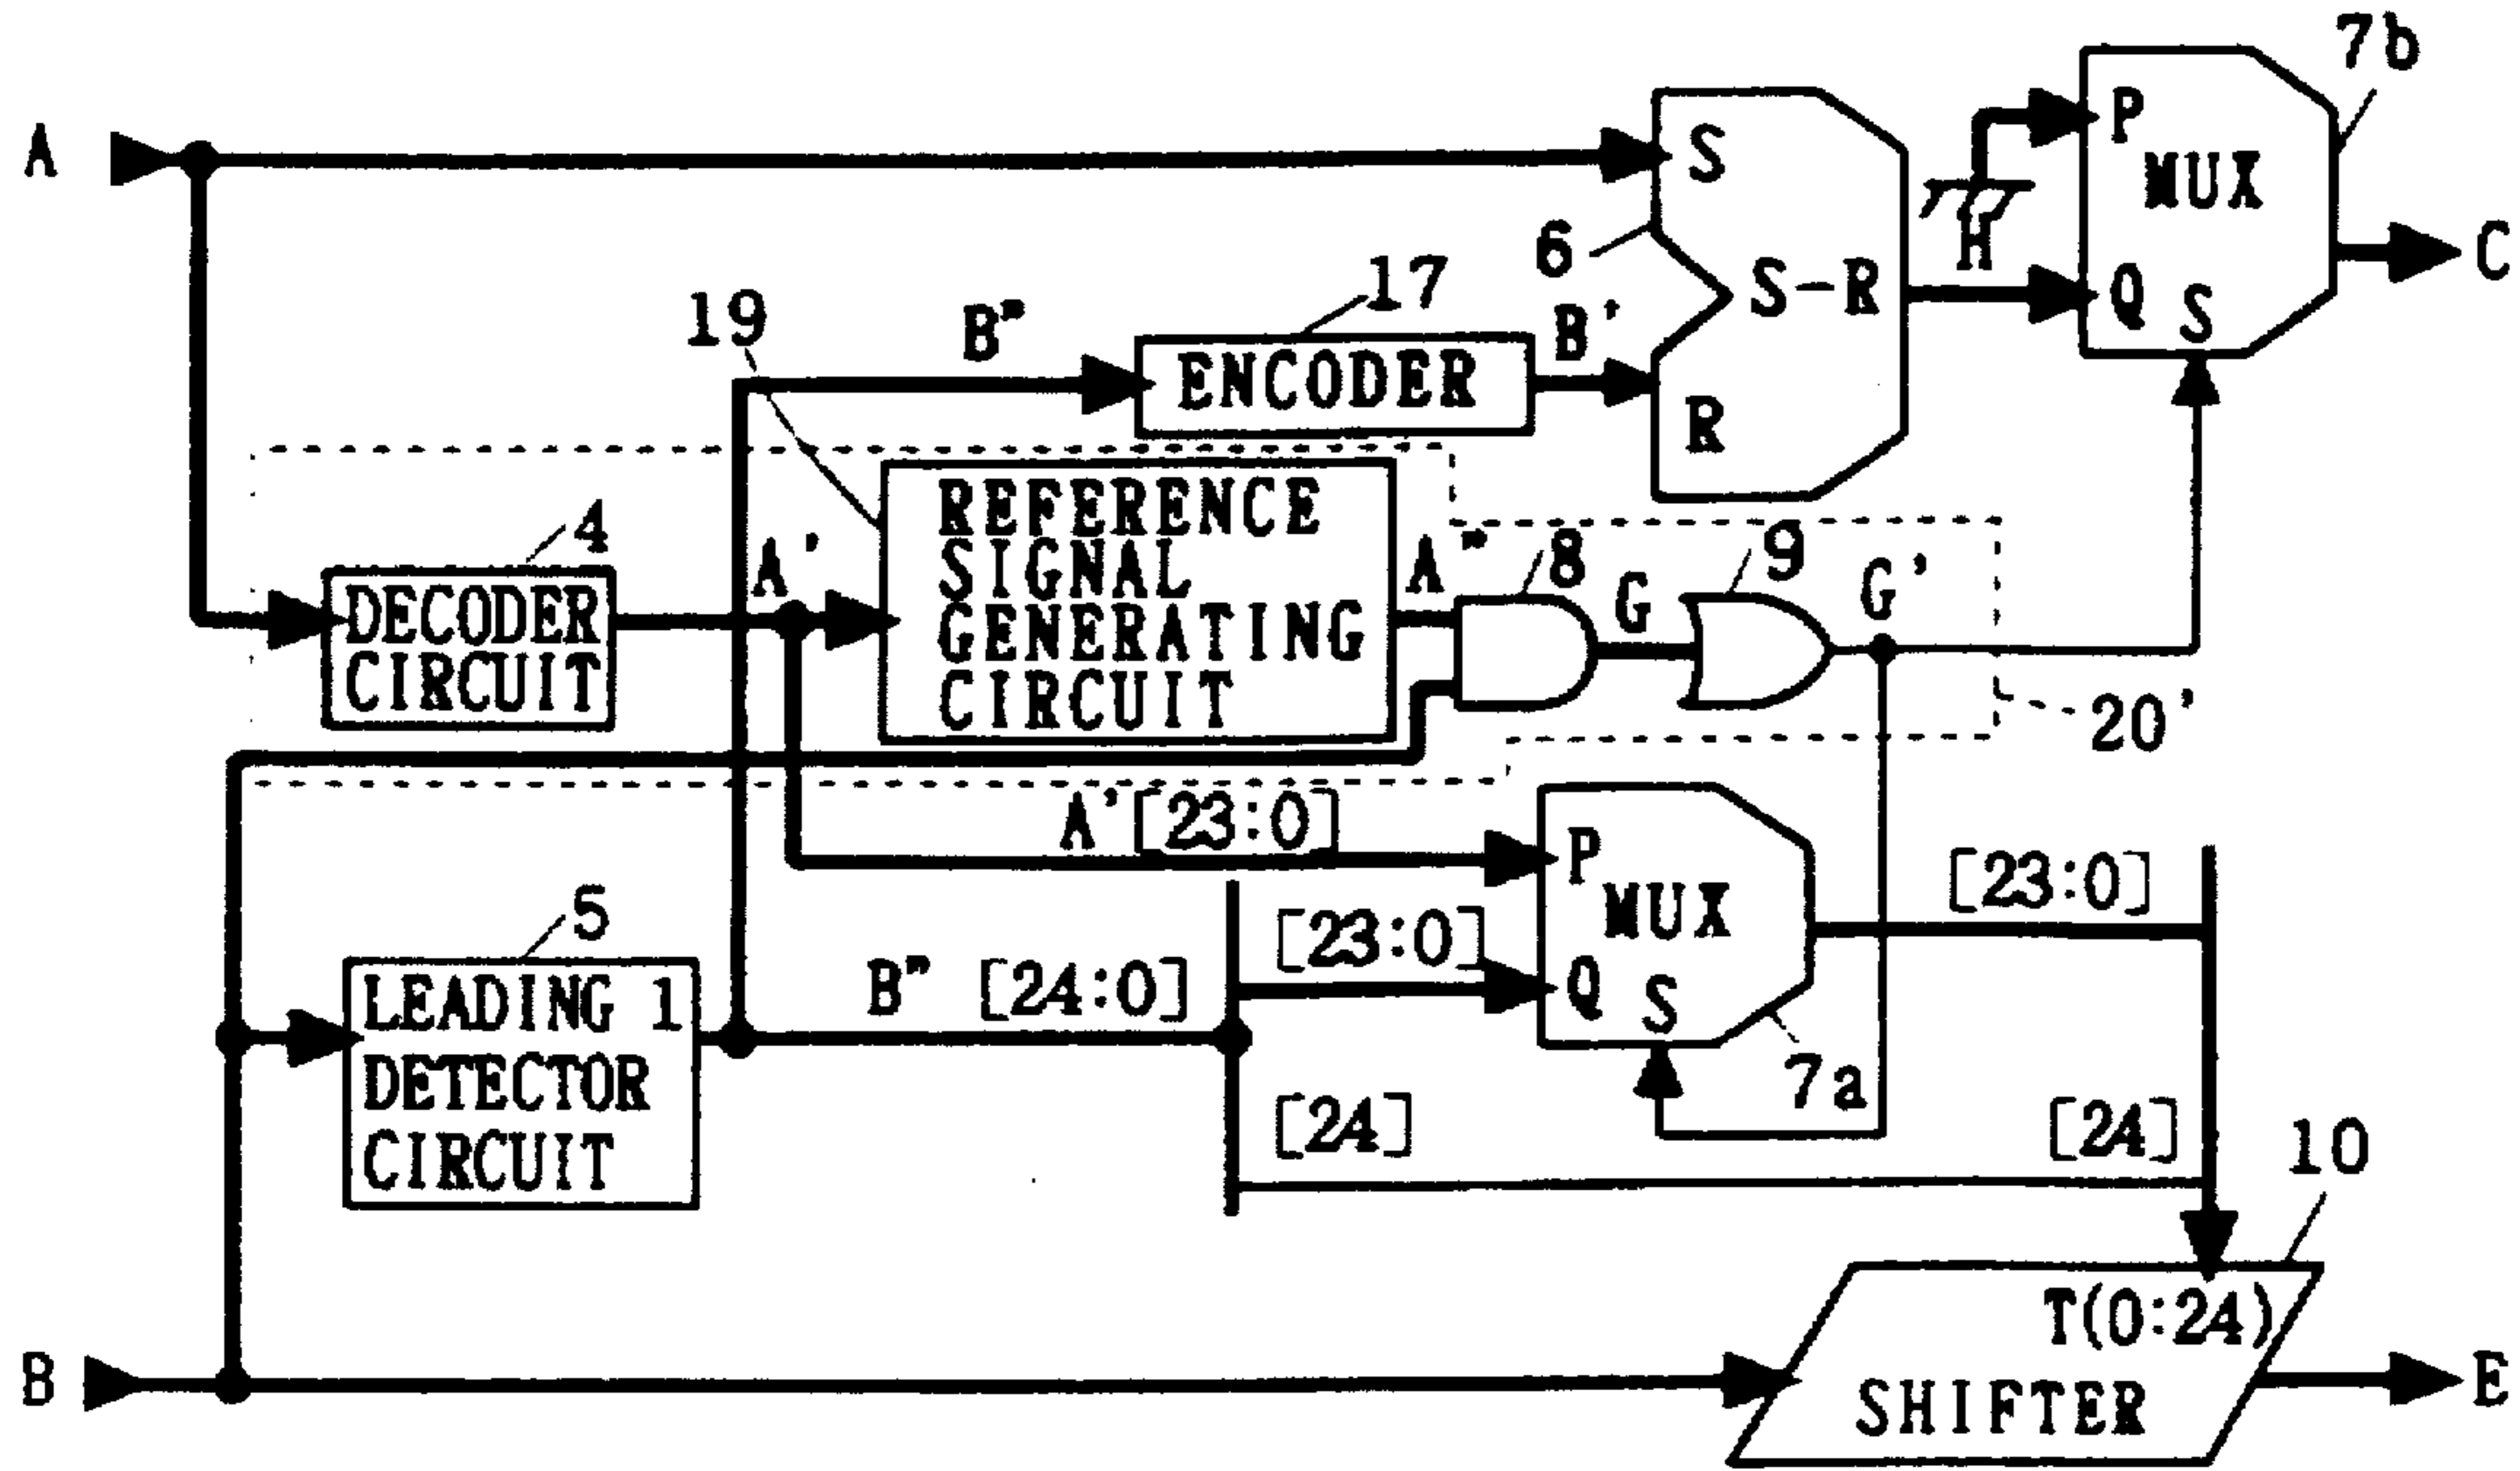 7b
A
S
P
MUX
6
H
S-R
C
Q S
17
19
B"
B'
ENCODER
R
4
REFERENCE
SIGNAL
GENERATING
CIRCUIT
A'
A"
8
G
9
G'
DECODER
CIRCUIT
20'
A'[23:0]
P
MUX
[23:0]
5
[23:0]
LEADING 1
DETECTOR
CIRCUIT
B" [24:0]
Q S
7a
[24]
[24]
10
T(0:24)
B
SHIFTER
E